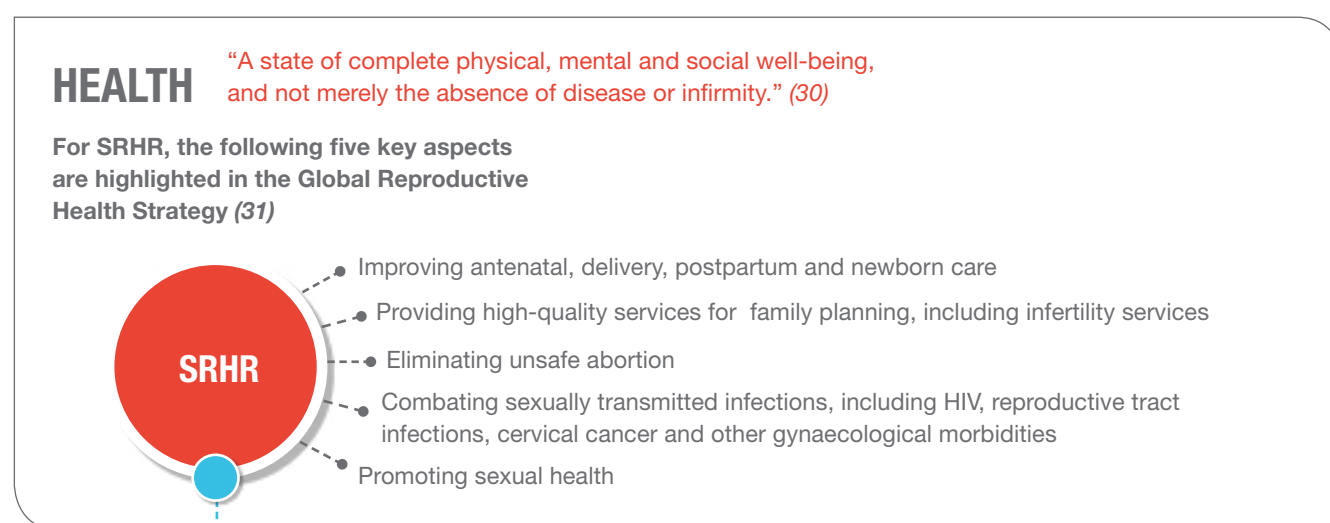 HEALTH
“A state of complete physical, mental and social well-being,
and not merely the absence of disease or infirmity.” (30)
For SRHR, the following five key aspects
are highlighted in the Global Reproductive
Health Strategy (31)
SRHR
Improving antenatal, delivery, postpartum and newborn care
Providing high-quality services for  family planning, including infertility services
Eliminating unsafe abortion
Combating sexually transmitted infections, including HIV, reproductive tract
infections, cervical cancer and other gynaecological morbidities
Promoting sexual health